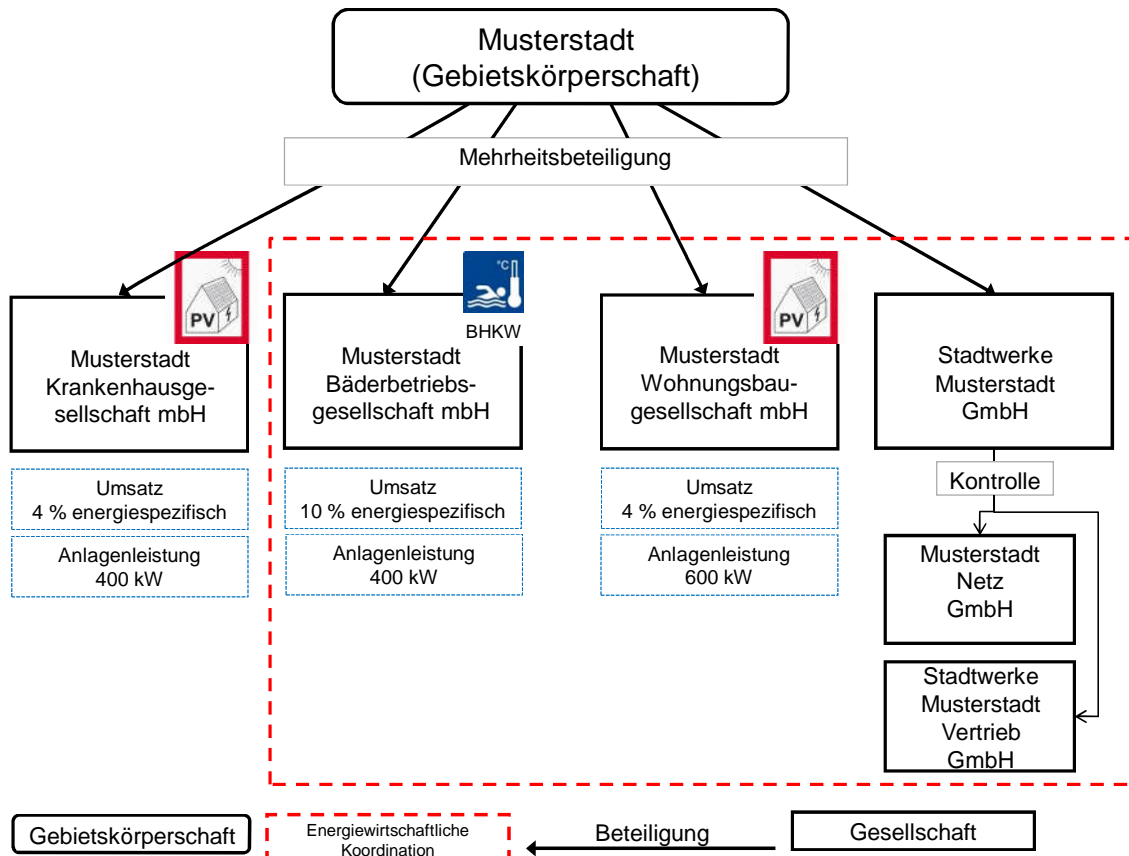 Musterstadt
(Gebietskörperschaft)
Mehrheitsbeteiligung
PV
Musterstadt
Krankenhausge-
sellschaft mbH
Umsatz
4 % energiespezifisch
Anlagenleistung
400 kW
°C
BHKW
Musterstadt
Bäderbetriebs-
gesellschaft mbH
Umsatz
10 % energiespezifisch
Anlagenleistung
400 kW
PV
Musterstadt
Wohnungsbau-
gesellschaft mbH
Umsatz
4 % energiespezifisch
Anlagenleistung
600 kW
Stadtwerke
Musterstadt
GmbH
Kontrolle
Musterstadt
Netz
GmbH
Stadtwerke
Musterstadt
Vertrieb
GmbH
Gebietskörperschaft
Energiewirtschaftliche
Koordination
Beteiligung
Gesellschaft